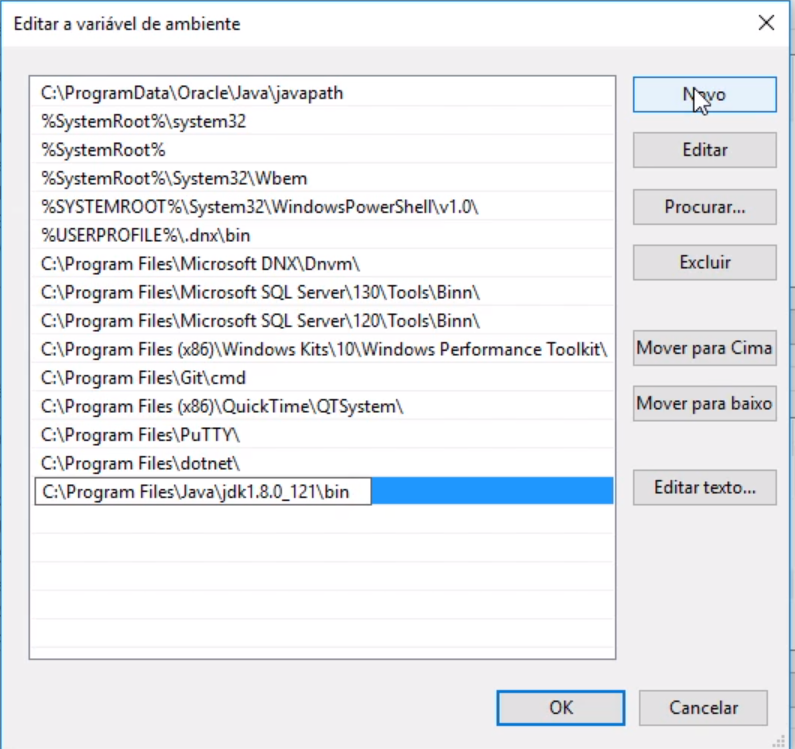 Editar a variável de ambiente
C:\ProgramData\Oracle\Java\javapath
%SystemRoot%\system32
%SystemRoot%
%SystemRoot%\System32\Wbem
%SYSTEMROOT%\System32\WindowsPowerShell\v1.0\
%USERPROFILE%\.dnx\bin
C:\Program Files\Microsoft DNX\Dnvm\
C:\Program Files\Microsoft SQL Server\130\Tools\Binn\
C:\Program Files\Microsoft SQL Server\120\Tools\Binn\
C:\Program Files (x86)\Windows Kits\10\Windows Performance Toolkit\
C:\Program Files\Git\cmd
C:\Program Files (x86)\QuickTime\QTSystem\
C:\Program Files\PuTTY\
C:\Program Files\dotnet\
C:\Program Files\Java\jdk1.8.0_121\bin
Novo
Editar
Procurar...
Excluir
Mover para Cima
Mover para baixo
Editar texto...
OK
Cancelar